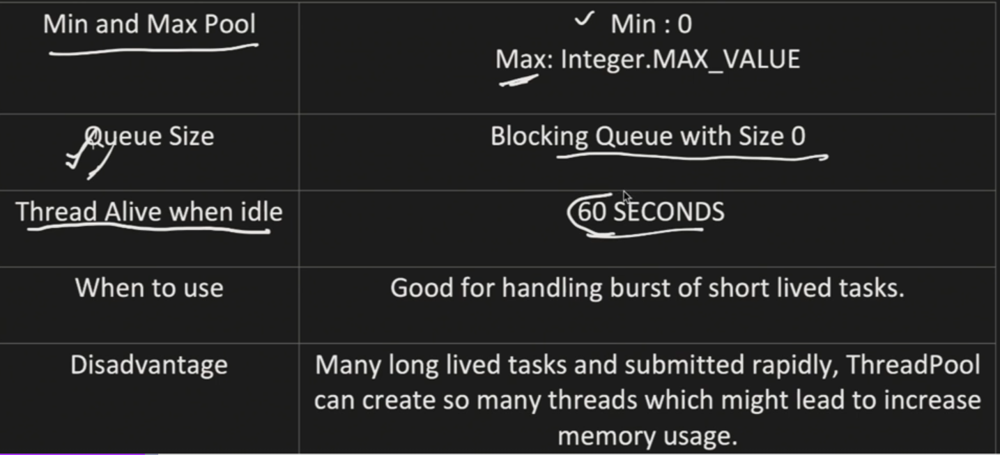 Min and Max Pool
Min : 0
Max: Integer.MAX_VALUE
Queue Size
Blocking Queue with Size 0
Thread Alive when idle
60 SECONDS
When to use
Good for handling burst of short lived tasks.
Disadvantage
Many long lived tasks and submitted rapidly, ThreadPool
can create so many threads which might lead to increase
memory usage.